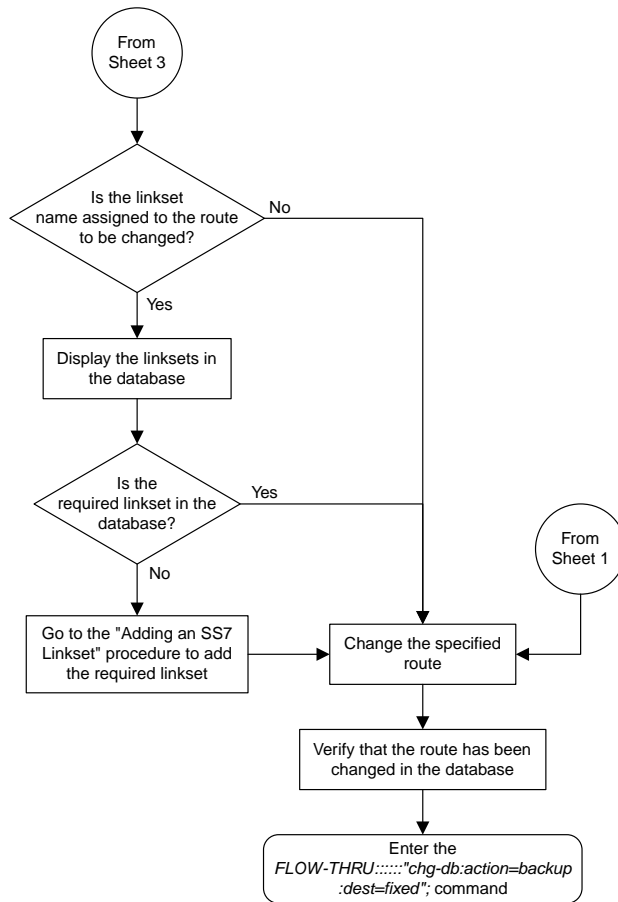 From
Sheet 3
Is the linkset
name assigned to the route
to be changed?
No
Yes
Display the linksets in
the database
Is the
required linkset in the
database?
Yes
No
From
Sheet 1
Go to the "Adding an SS7
Linkset" procedure to add
the required linkset
Change the specified
route
Verify that the route has been
changed in the database
Enter the
FLOW-THRU::::::"chg-db:action=backup
:dest=fixed"; command